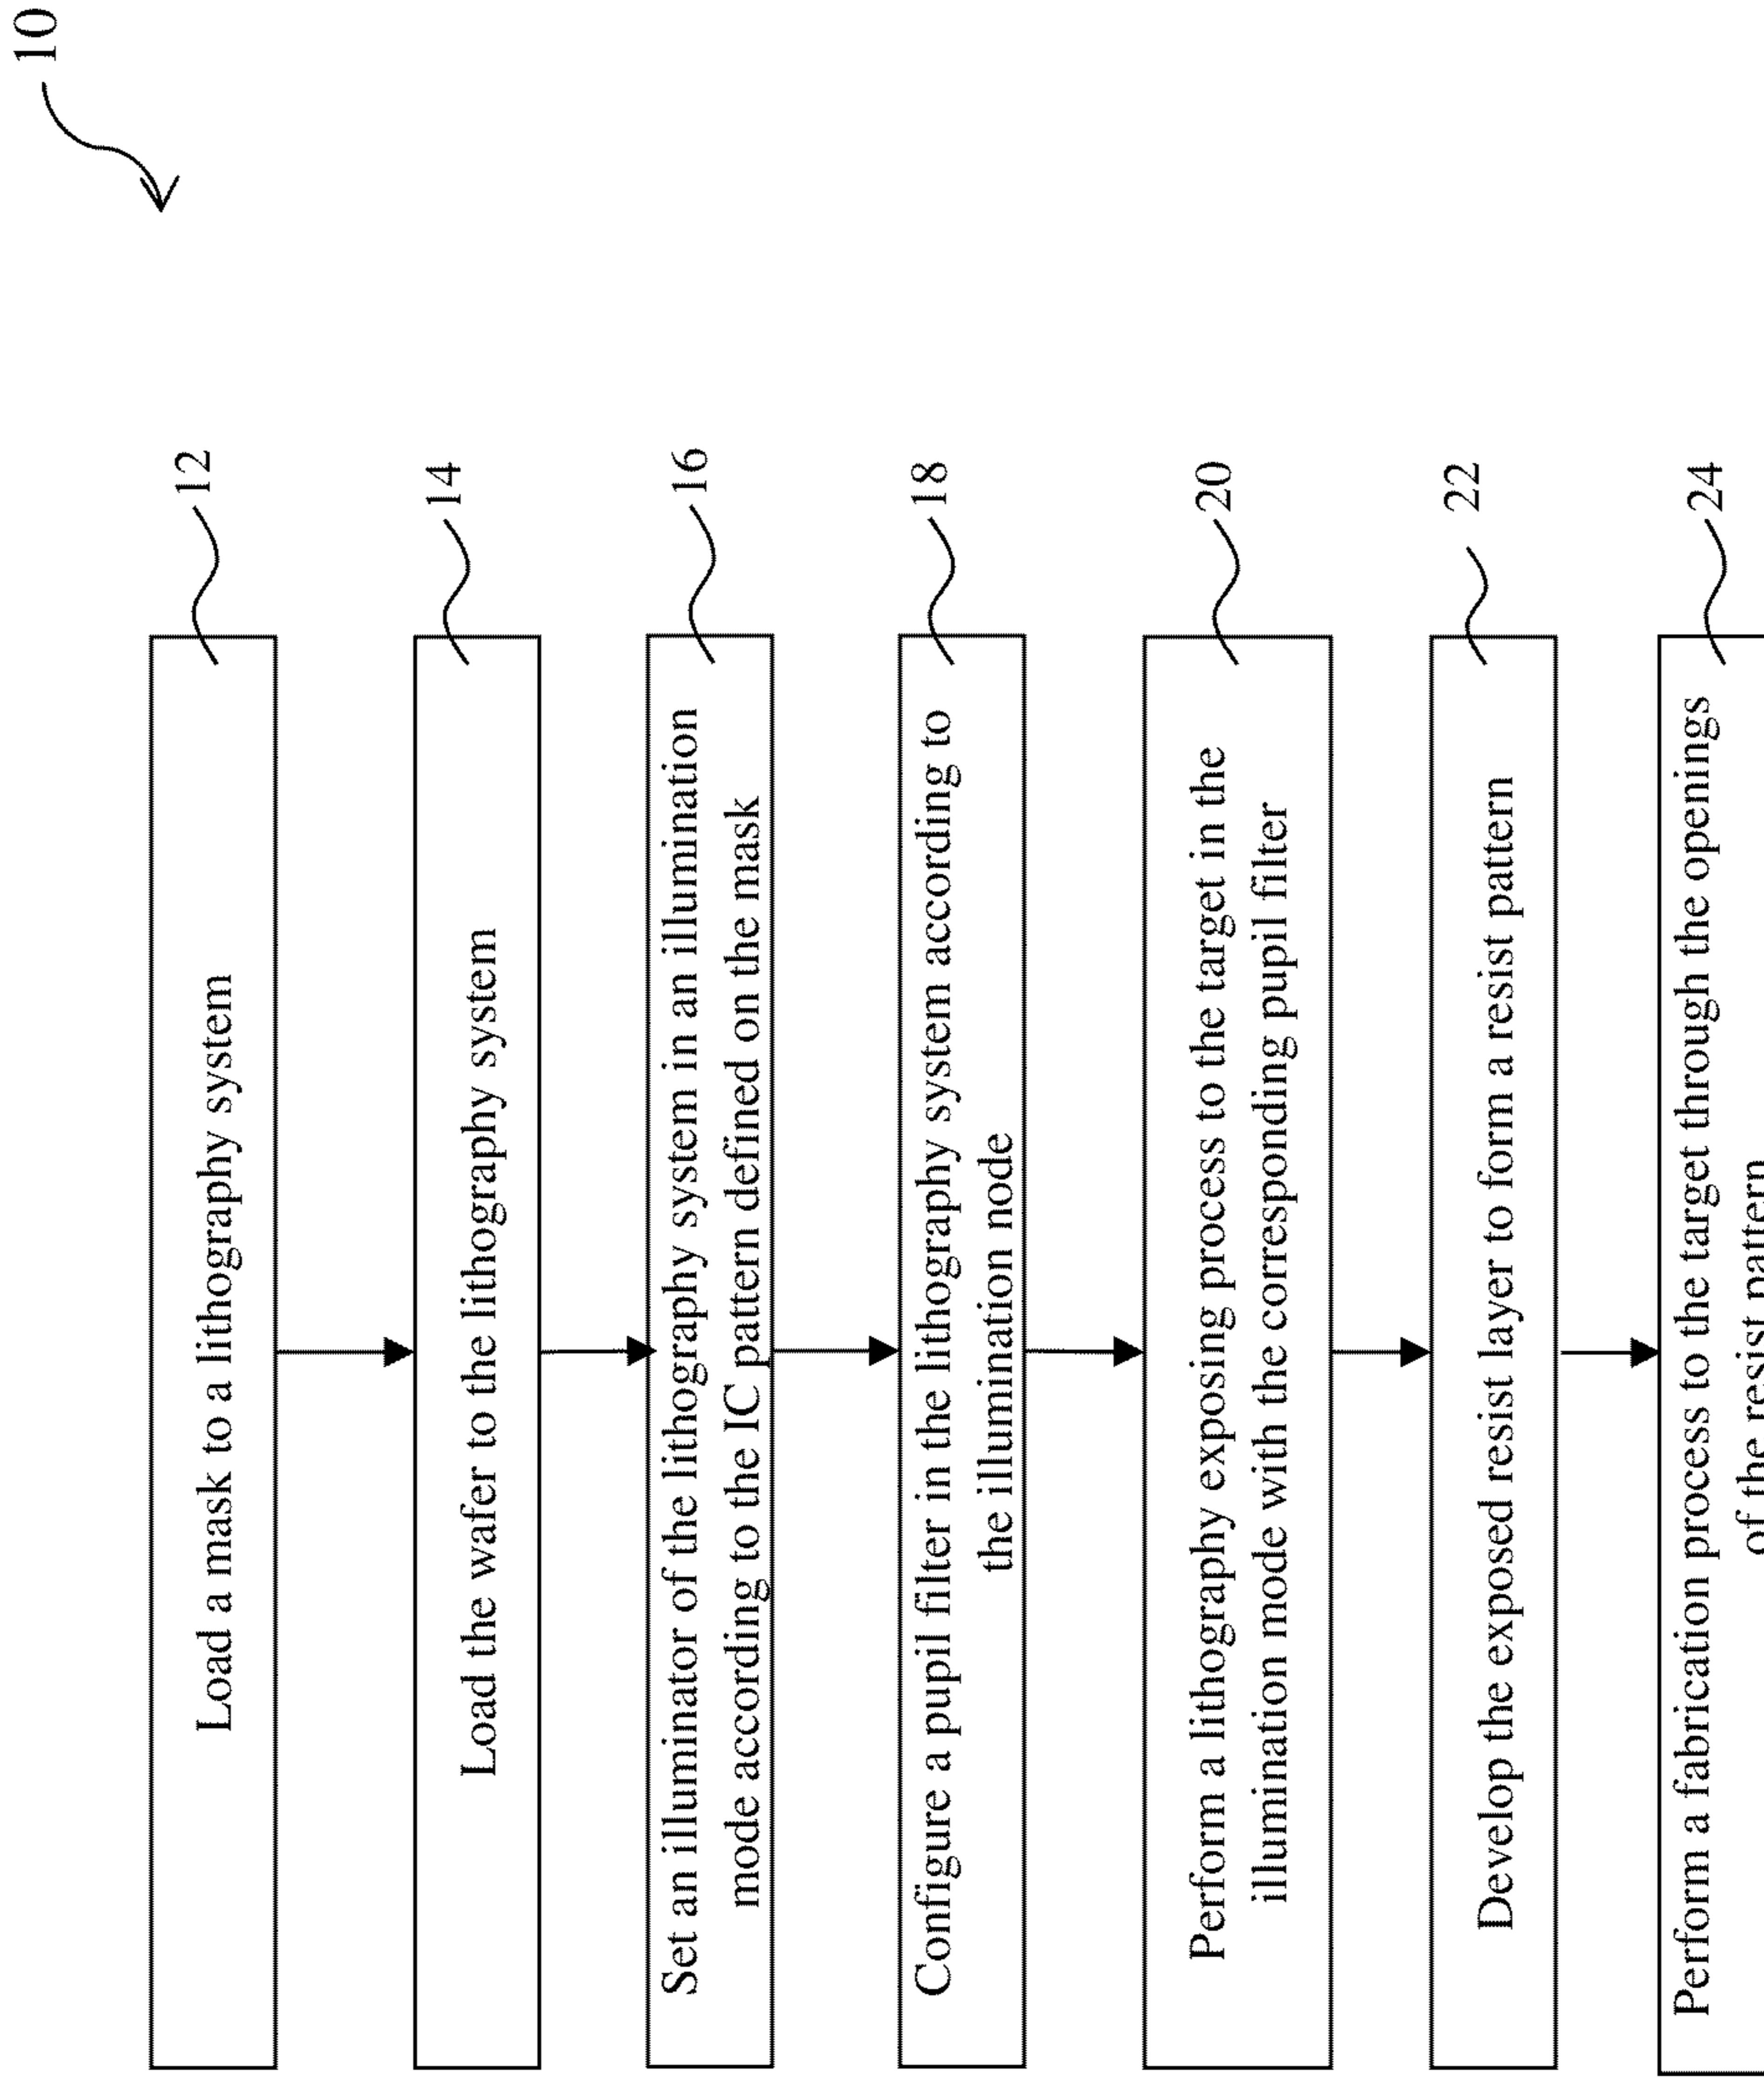 10
Load a mask to a lithography system
12
Load the wafer to the lithography system
14
Set an illuminator of the lithography system in an illumination
mode according to the IC pattern defined on the mask
16
Configure a pupil filter in the lithography system according to
the illumination node
18
Perform a lithography exposing process to the target in the
illumination mode with the corresponding pupil filter
20
Develop the exposed resist layer to form a resist pattern
22
Perform a fabrication process to the target through the openings
of the resist pattern
24